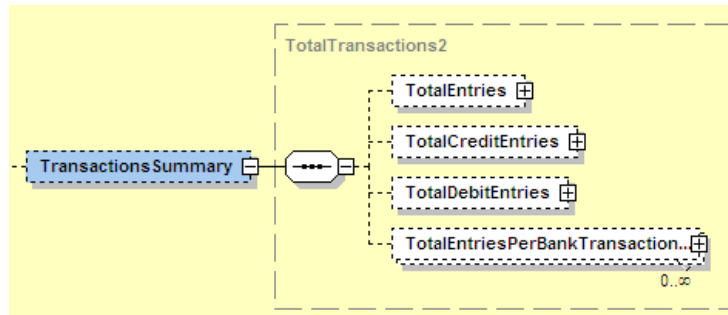 TotalTransactions2
TotalEntries
TotalCreditEntries
TransactionsSummary
TotalDebitEntries
TotalEntriesPerBankTransaction...
0..∞